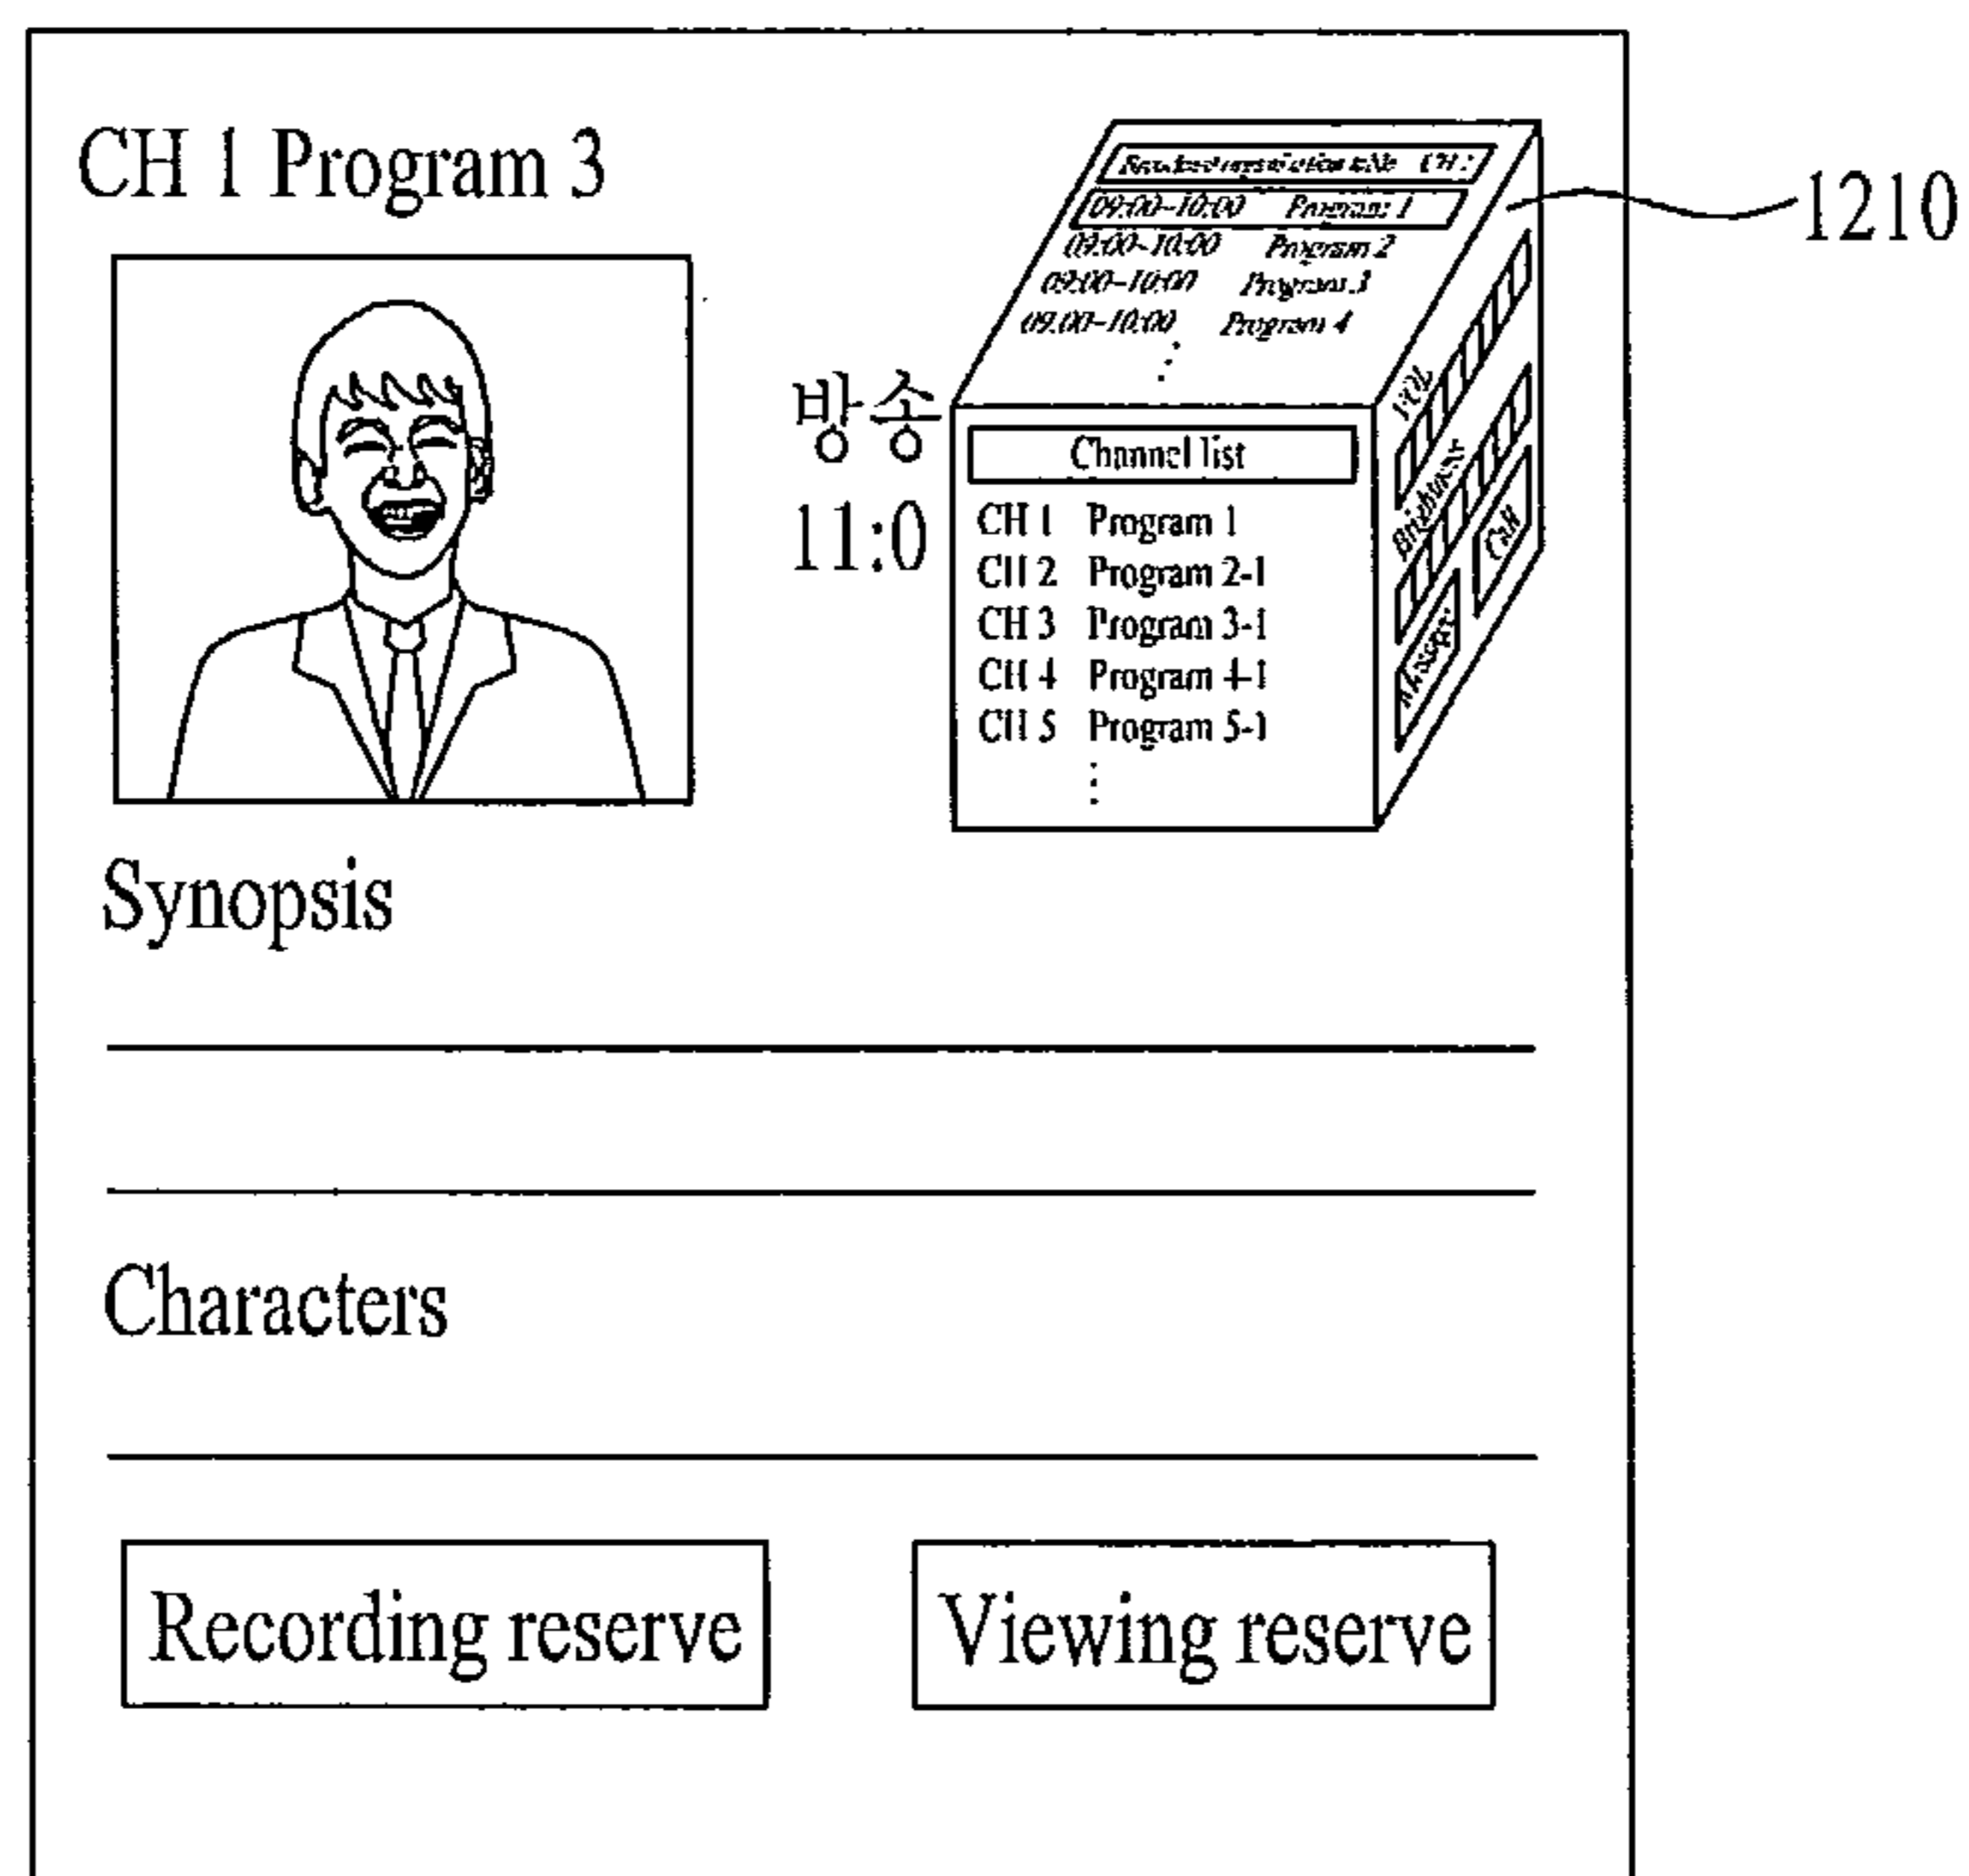 CH 1 Program 3
1210
CH
09:00~10:00 Program 1
09:00~10:00 Program 2
09:00~10:00 Program 3
09:00~10:00 Program 4
방송
11:0
Channel list
CH 1 Program 1
CH 2 Program 2-1
CH 3 Program 3-1
CH 4 Program 4-1
CH 5 Program 5-1
VOL
Brightness
Call
Synopsis
Characters
Recording reserve
Viewing reserve